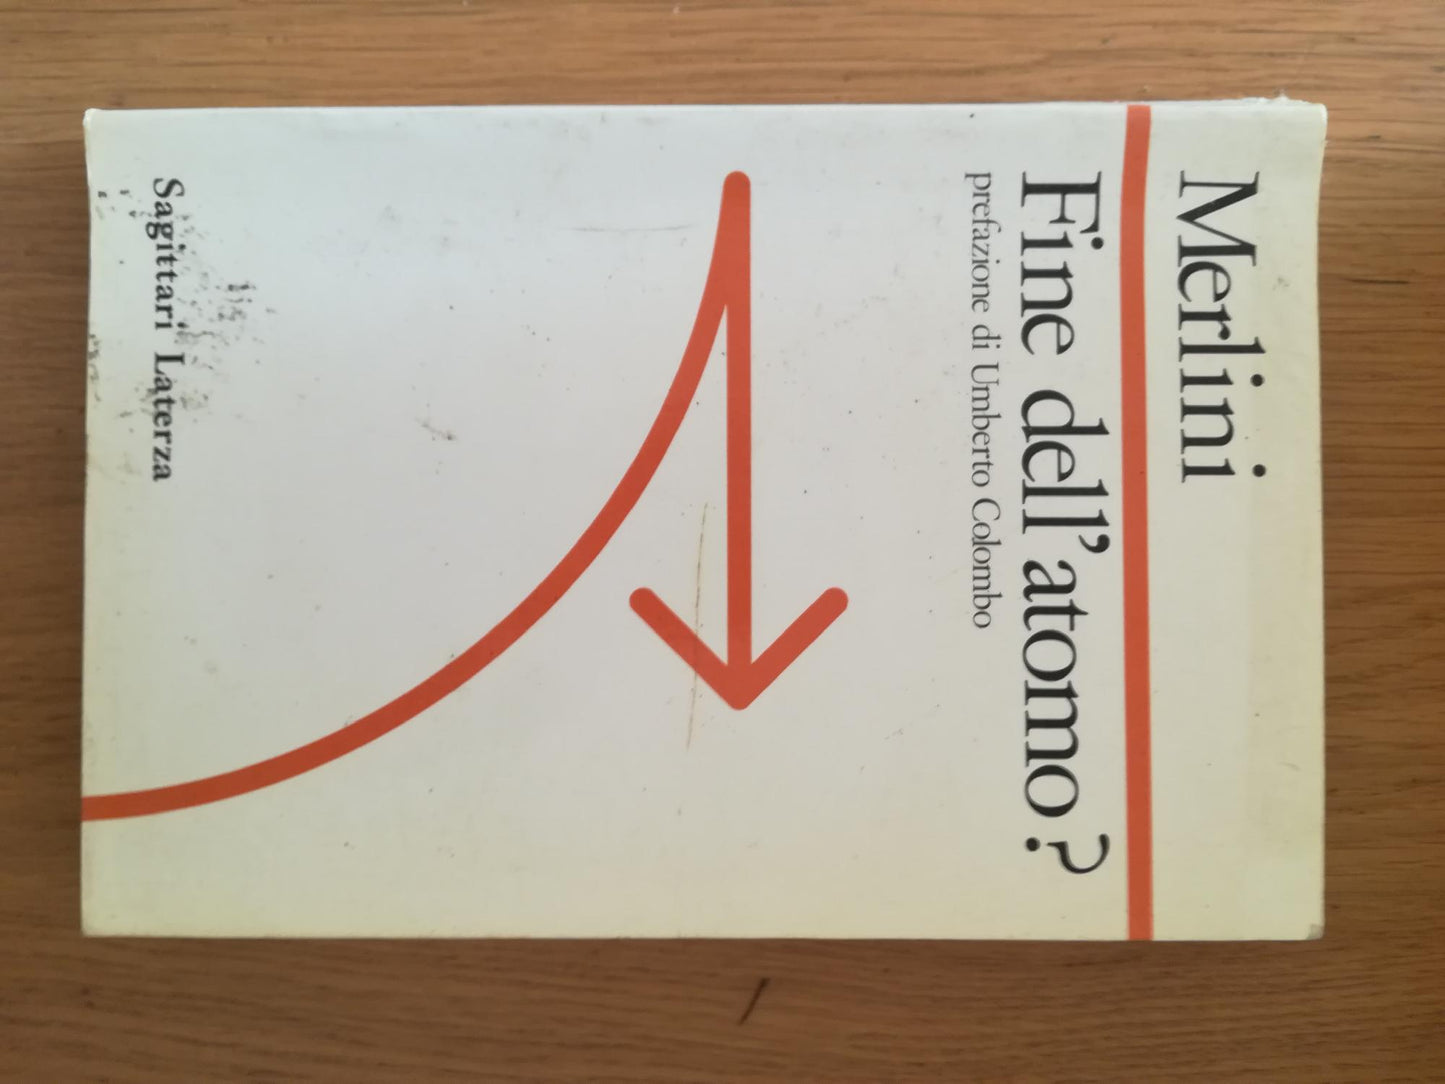 Merlini
Fine dell'atomo?
prefazione di Umberto Colombo
Sagittari Laterza